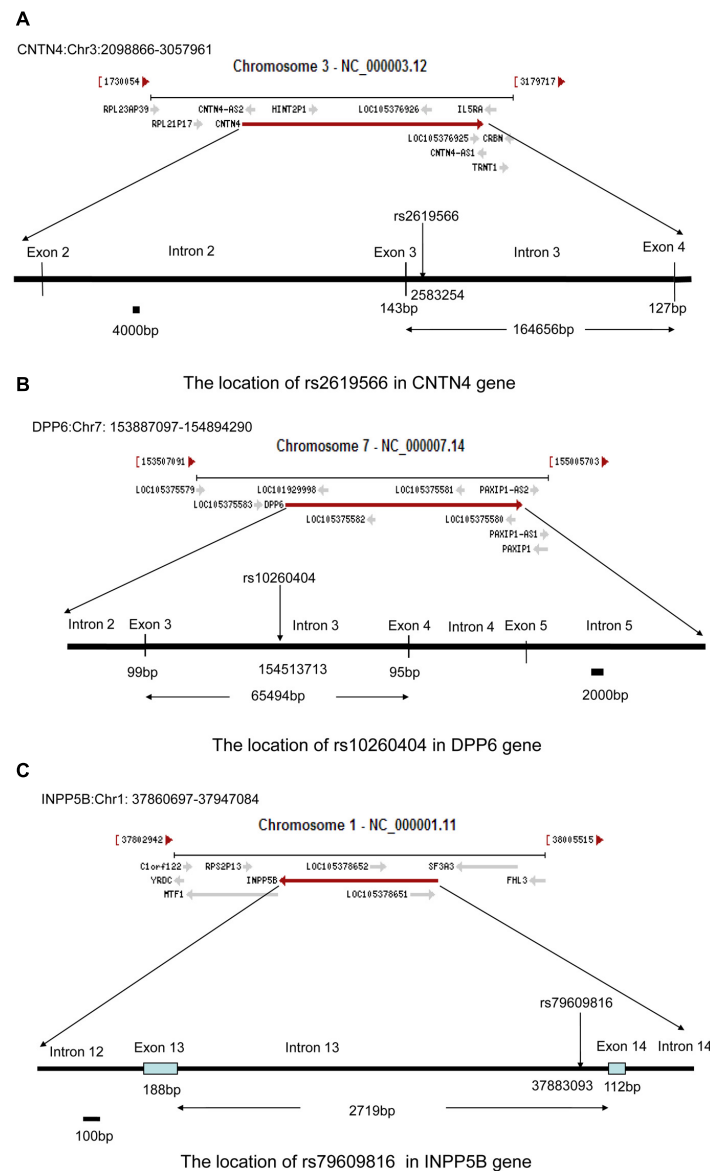 A
CNTN4:Chr3:2098866-3057961
Chromosome 3 - NC_000003.12
[ 1730054 3179717
RPL23AP39 CNTN4-AS2 HINT2P1 LOC105376926 IL5RA
RPL21P17 CNTN4
LOC105376925 CRBN
CNTN4-AS1
TRNT1
rs2619566
Exon 2 Intron 2 Exon 3 Intron 3 Exon 4
2583254
143bp 127bp
4000bp 164656bp
The location of rs2619566 in CNTN4 gene
B
DPP6:Chr7: 153887097-154894290
Chromosome 7 - NC_000007.14
[ 153507091 [ 155005703
LOC105375579 LOC101929998 LOC105375581 PAXIP1-AS2
LOC105375583 DPP6
LOC105375582 LOC105375580
PAXIP1-AS1
PAXIP1
rs10260404
Intron 2 Exon 3 Intron 3 Exon 4 Intron 4 Exon 5 Intron 5
99bp 154513713 95bp
65494bp 2000bp
The location of rs10260404 in DPP6 gene
C
INPP5B:Chr1: 37860697-37947084
Chromosome 1 - NC_000001.11
[ 37802942 [ 38005515
C1orf122 RPS2P13 LOC105378652 SF3A3
YRDC INPP5B FHL3
MTF1 LOC105378651
rs79609816
Intron 12 Exon 13 Intron 13 Exon 14 Intron 14
188bp 37883093 112bp
2719bp
100bp
The location of rs79609816 in INPP5B gene